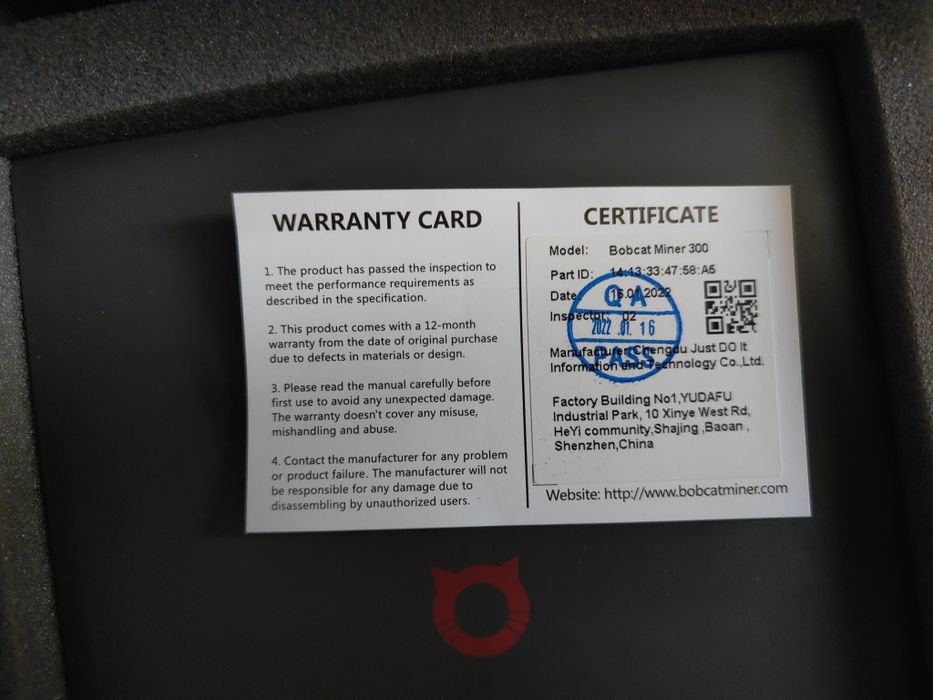 WARRANTY CARD
1. The product has passed the inspection to
meet the performance requirements as
described in the specification.
2. This product comes with a 12-month
warranty from the date of original purchase
due to defects in materials or design.
3. Please read the manual carefully before
first use to avoid any unexpected damage.
The warranty doesn't cover any misuse,
mishandling and abuse.
4. Contact the manufacturer for any problem
or product failure. The manufacturer will not
be responsible for any damage due to
disassembling by unauthorized users.
CERTIFICATE
Model: Bobcat Miner 300
Part ID: 14:13:33:47:58:A5
Date: 16.01.2022
Inspector: 02
Manufacturer:Chengdu Just DO It
Information and Technology Co.,Ltd.
QA
2022.01.16
PASS
Factory Building No1,YUDAFU
Industrial Park, 10 Xinye West Rd,
HeYi community,Shajing ,Baoan ,
Shenzhen,China
Website: http://www.bobcatminer.com